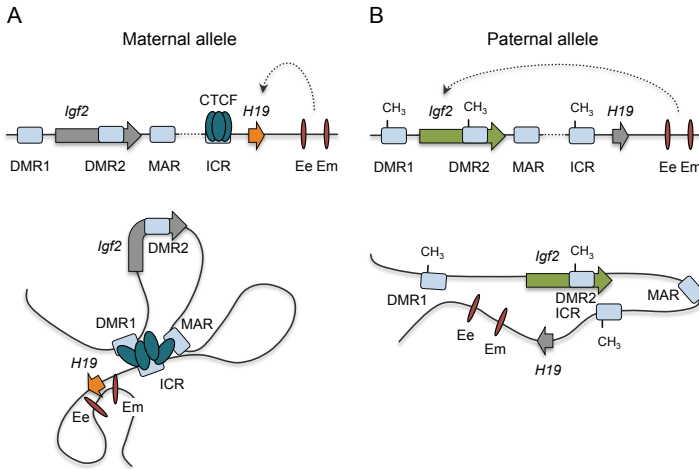 A
Maternal allele
Igf2
CTCF
H19
DMR1
DMR2
MAR
ICR
Ee Em
Igf2
DMR2
DMR1
MAR
H19
ICR
Ee
Em
B
Paternal allele
CH3
Igf2
CH3
CH3
H19
DMR1
DMR2
MAR
ICR
Ee Em
CH3
Igf2
CH3
DMR1
DMR2
MAR
ICR
Ee
Em
CH3
H19